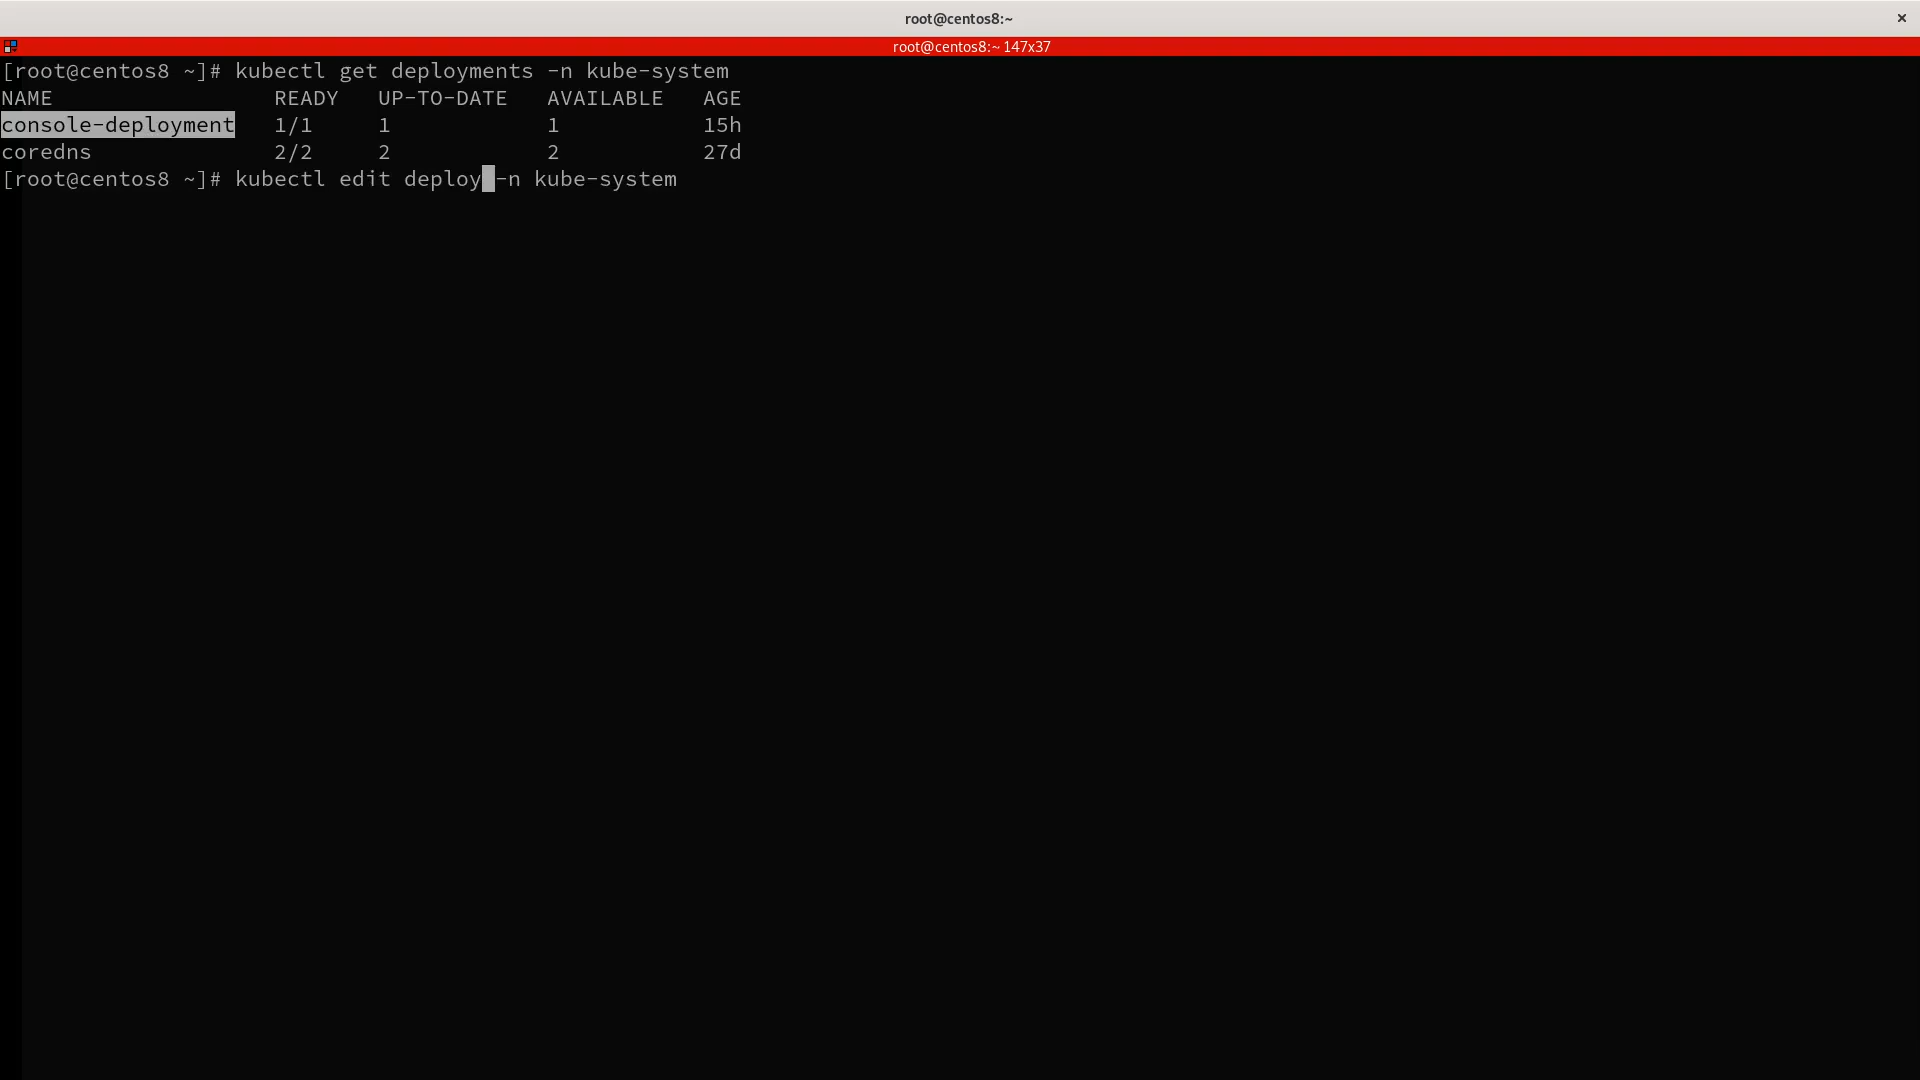 root@centos8:~
root@centos8:~ 147x37
[root@centos8 ~]# kubectl get deployments -n kube-system
NAME                 READY   UP-TO-DATE   AVAILABLE   AGE
console-deployment   1/1     1            1           15h
coredns              2/2     2            2           27d
[root@centos8 ~]# kubectl edit deploy -n kube-system